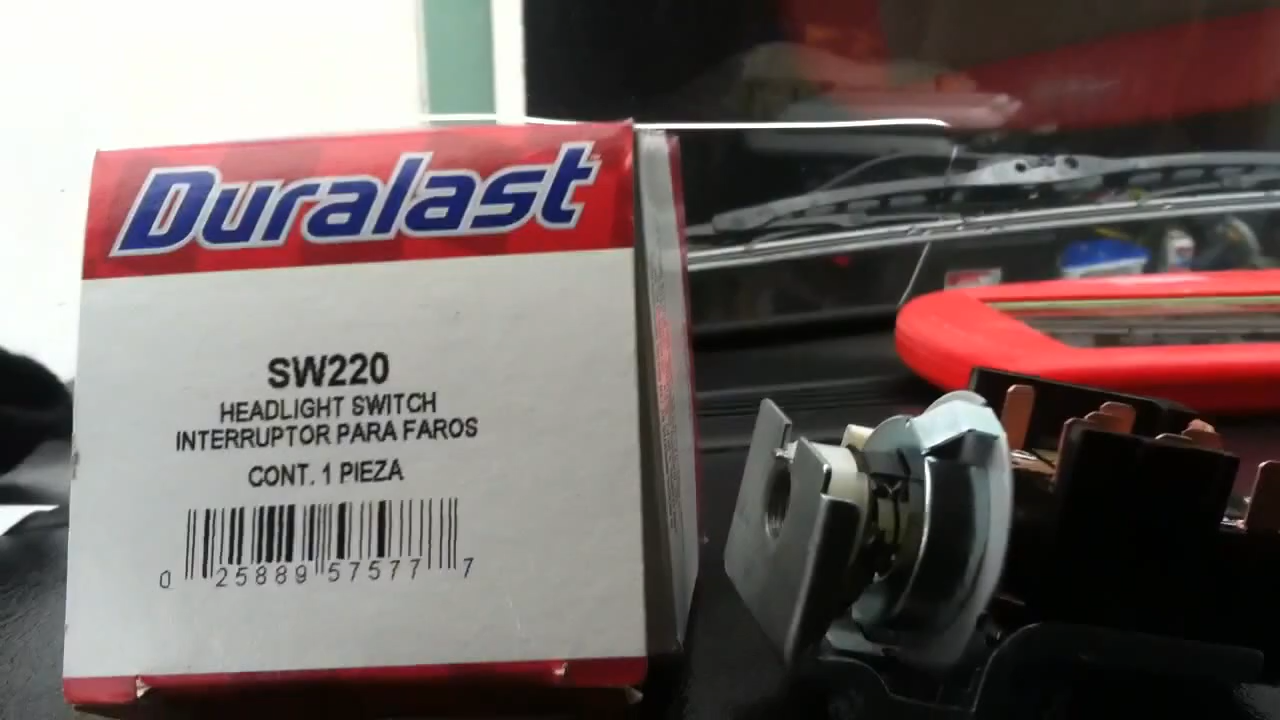 Duralast
SW220
HEADLIGHT SWITCH
INTERRUPTOR PARA FAROS
CONT. 1 PIEZA
0 25889 57577 7